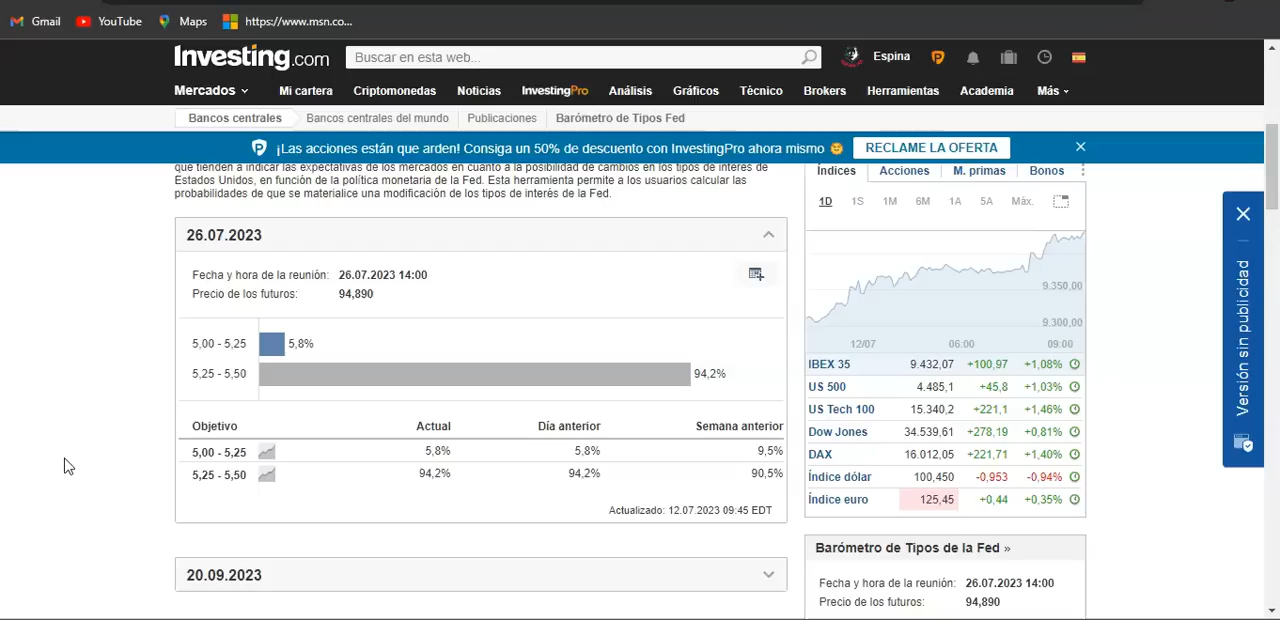 Gmail YouTube Maps https://www.msn.co...
Investing.com Buscar en esta web... Espina
Mercados Mi cartera Criptomonedas Noticias InvestingPro Análisis Gráficos Técnico Brokers Herramientas Academia Más
Bancos centrales Bancos centrales del mundo Publicaciones Barómetro de Tipos Fed
¡Las acciones están que arden! Consiga un 50% de descuento con InvestingPro ahora mismo RECLAME LA OFERTA
que tienden a indicar las expectativas de los mercados en cuanto a la posibilidad de cambios en los tipos de interés de
Estados Unidos, en función de la política monetaria de la Fed. Esta herramienta permite a los usuarios calcular las
probabilidades de que se materialice una modificación de los tipos de interés de la Fed.
26.07.2023
Fecha y hora de la reunión: 26.07.2023 14:00
Precio de los futuros: 94,890
5,00 - 5,25 5,8%
5,25 - 5,50 94,2%
Objetivo Actual Día anterior Semana anterior
5,00 - 5,25 5,8% 5,8% 9,5%
5,25 - 5,50 94,2% 94,2% 90,5%
Actualizado: 12.07.2023 09:45 EDT
20.09.2023
Índices Acciones M. primas Bonos
1D 1S 1M 6M 1A 5A Máx.
9.350,00
9.300,00
12/07 06:00 09:00
IBEX 35 9.432,07 +100,97 +1,08%
US 500 4.485,1 +45,8 +1,03%
US Tech 100 15.340,2 +221,1 +1,46%
Dow Jones 34.539,61 +278,19 +0,81%
DAX 16.012,05 +221,71 +1,40%
Índice dólar 100,450 -0,953 -0,94%
Índice euro 125,45 +0,44 +0,35%
Barómetro de Tipos de la Fed »
Fecha y hora de la reunión: 26.07.2023 14:00
Precio de los futuros: 94,890
Versión sin publicidad